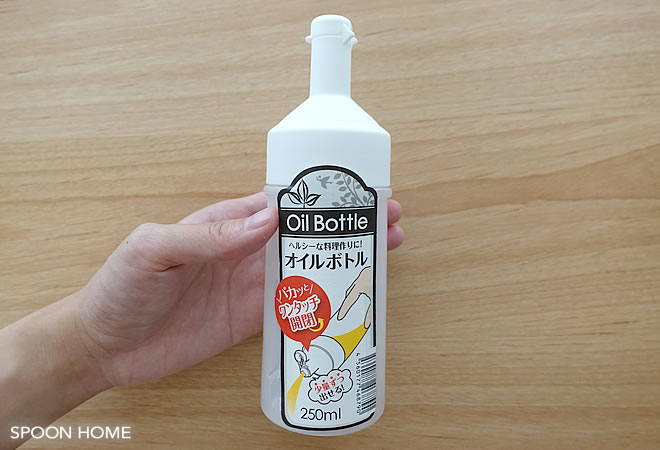 Oil Bottle
ヘルシーな料理作りに!
オイルボトル
パカッと
ワンタッチ
開閉
少量ずつ
出せる!
250ml
SPOON HOME